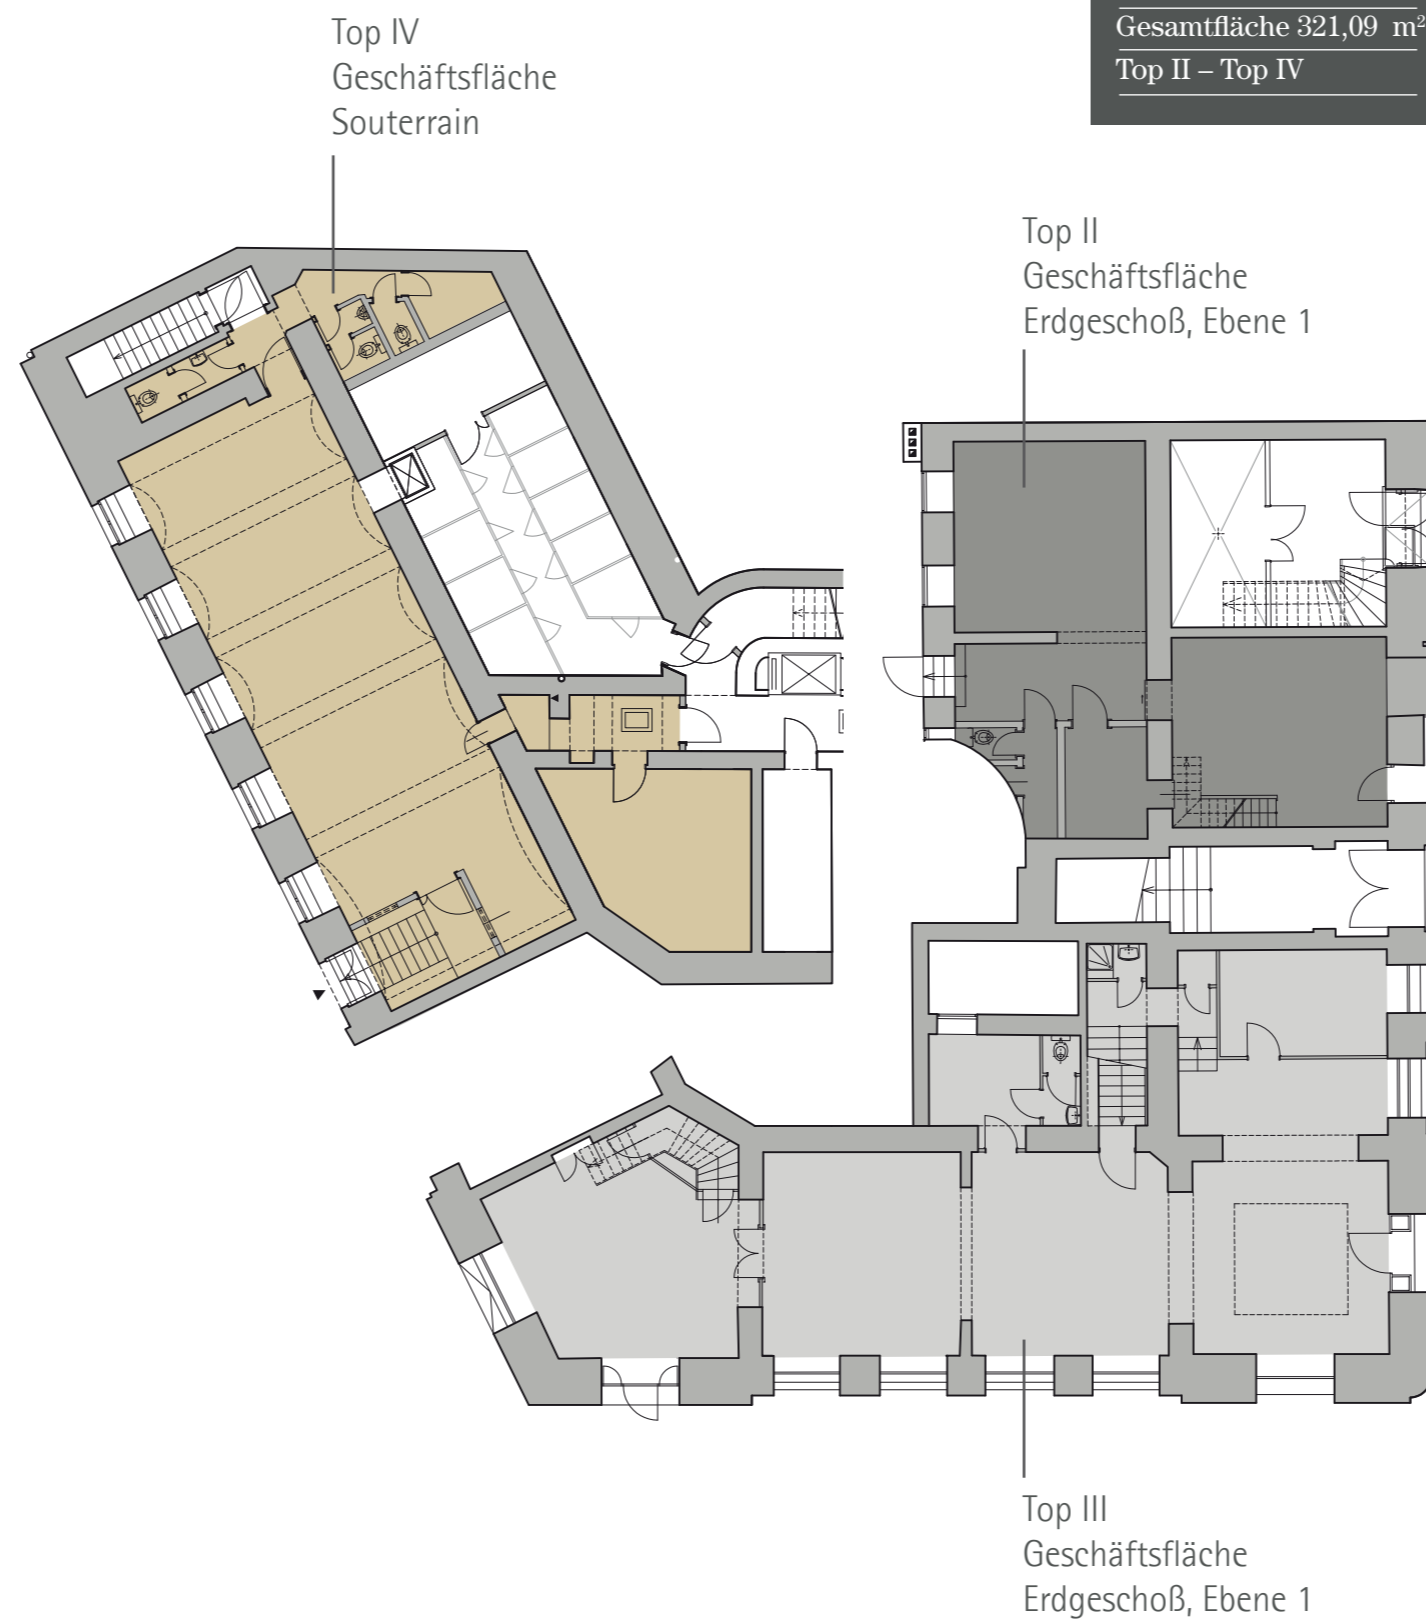 Gesamtfläche 321,09 m²
Top II – Top IV
Top IV
Geschäftsfläche
Souterrain
Top II
Geschäftsfläche
Erdgeschoß, Ebene 1
Top III
Geschäftsfläche
Erdgeschoß, Ebene 1